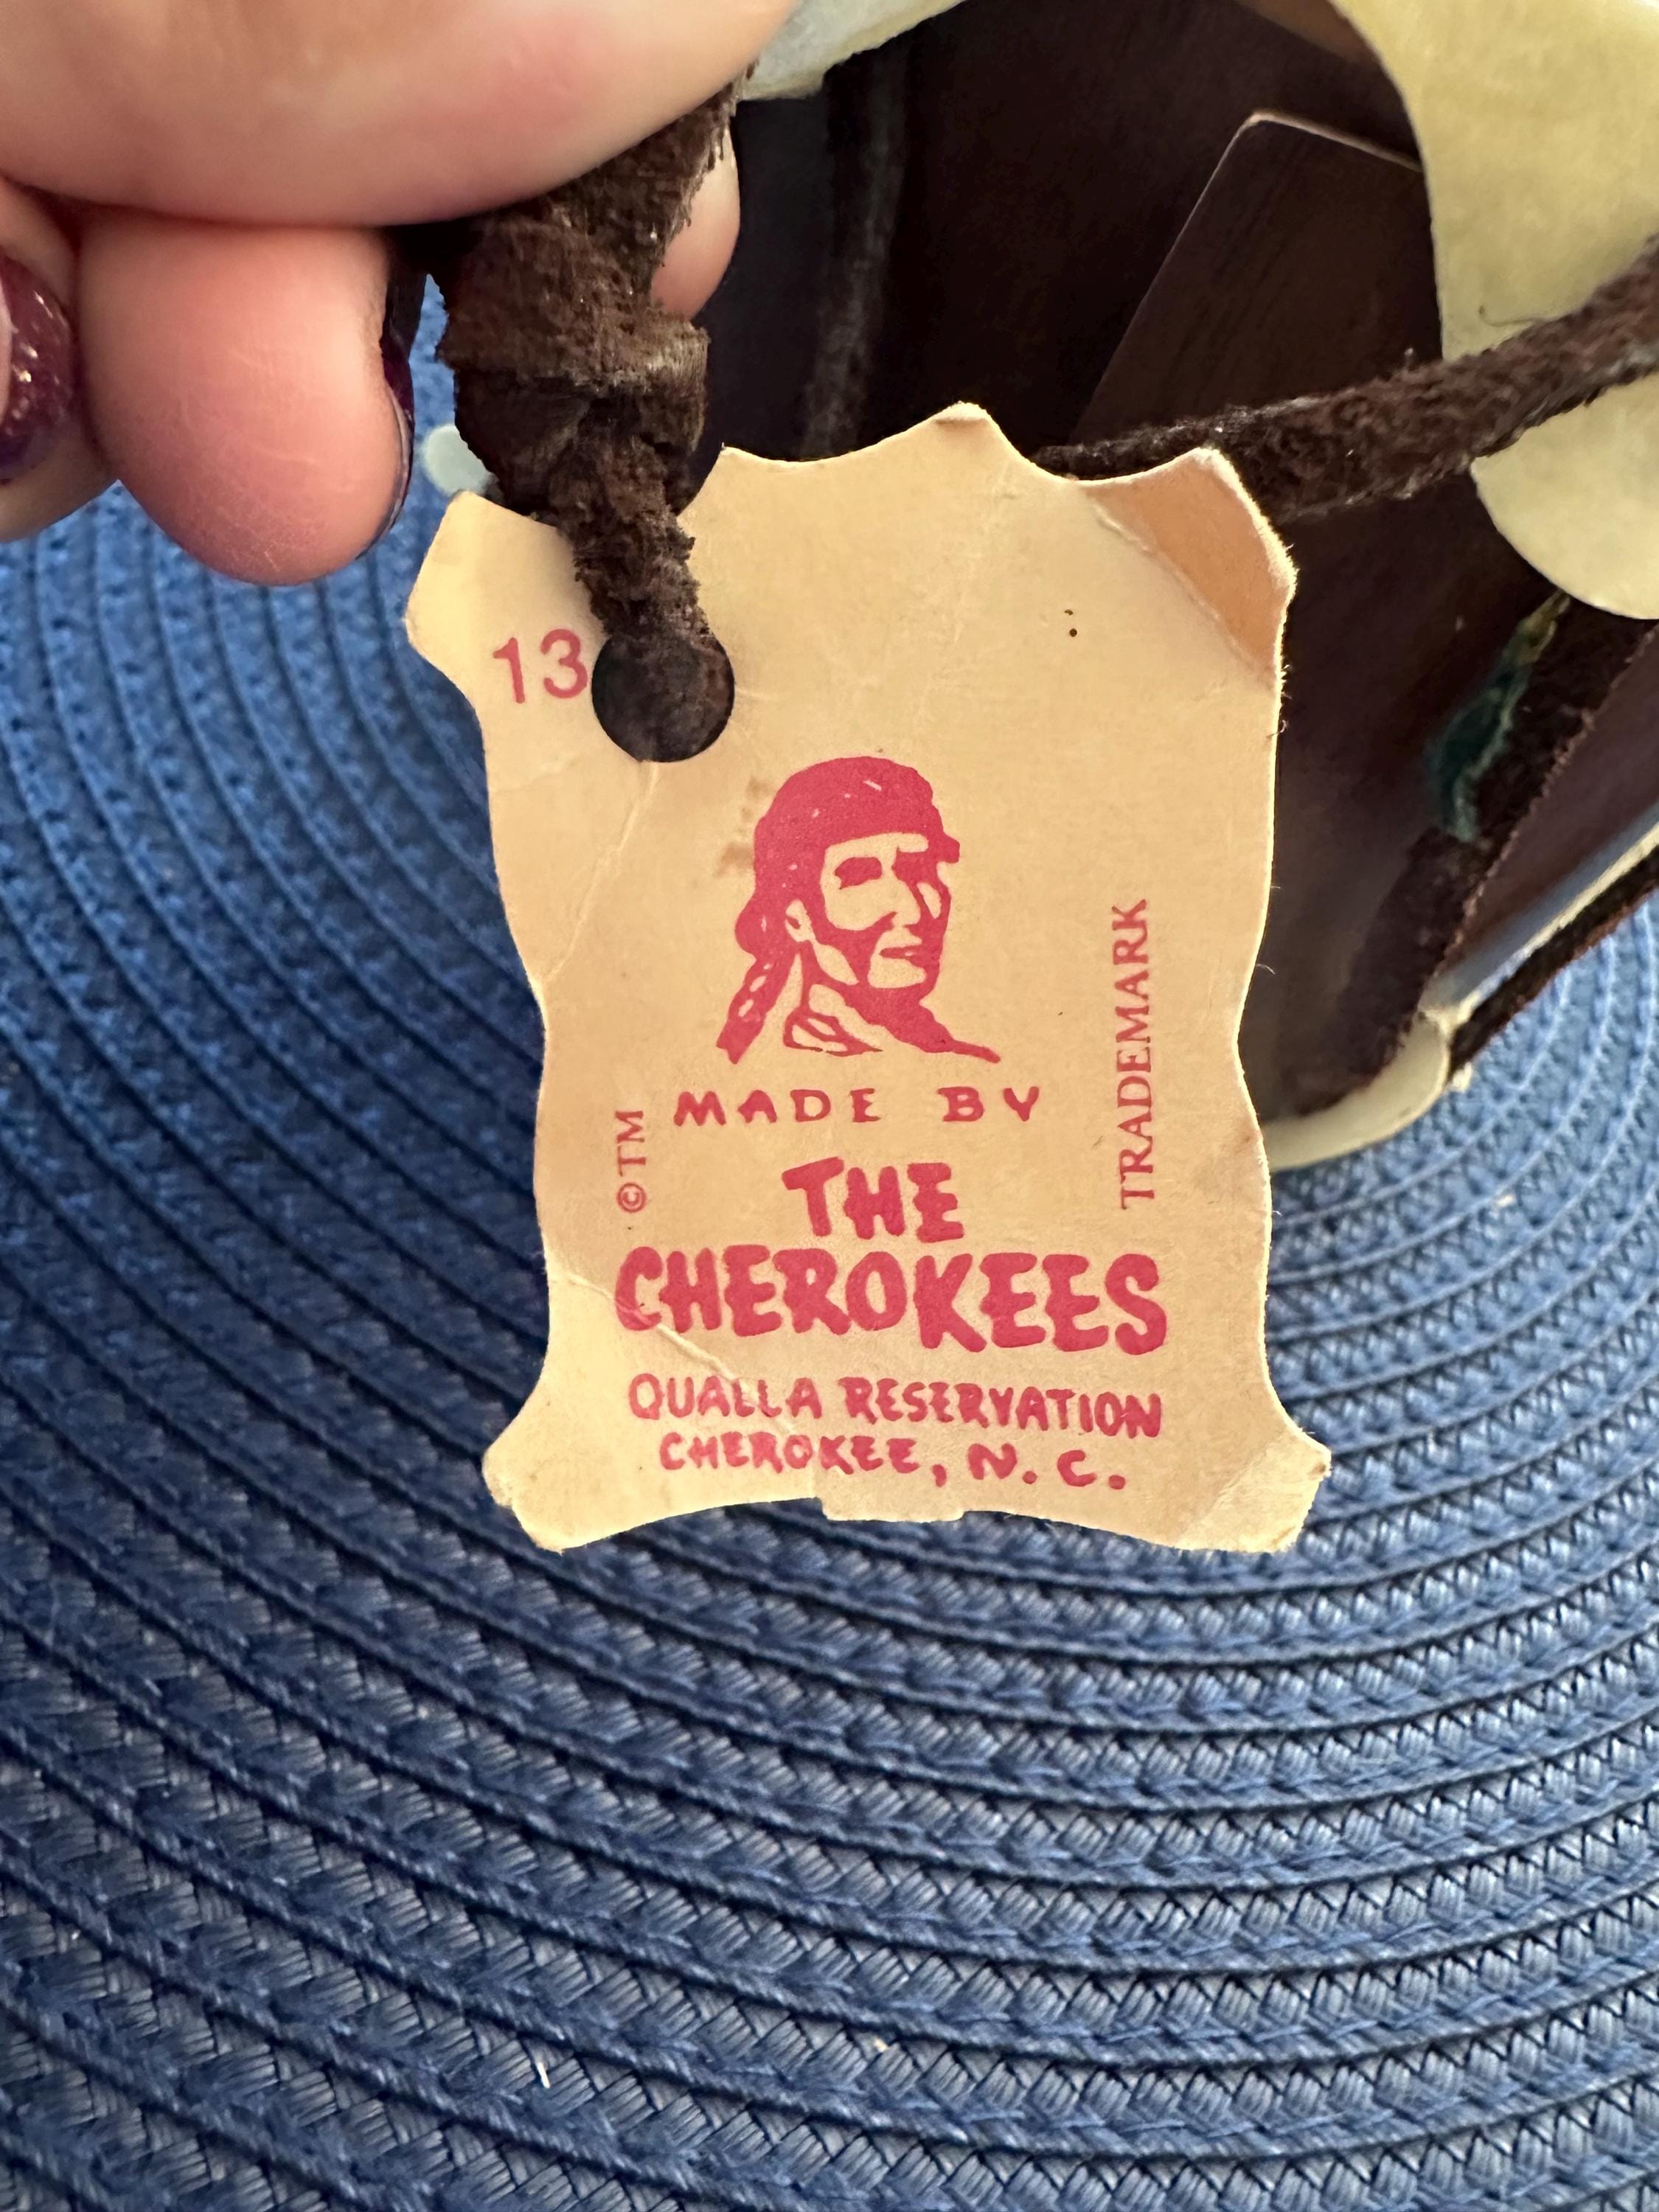 13
MADE BY
©TM
TRADEMARK
THE
CHEROKEES
QUALLA RESERVATION
CHEROKEE, N. C.